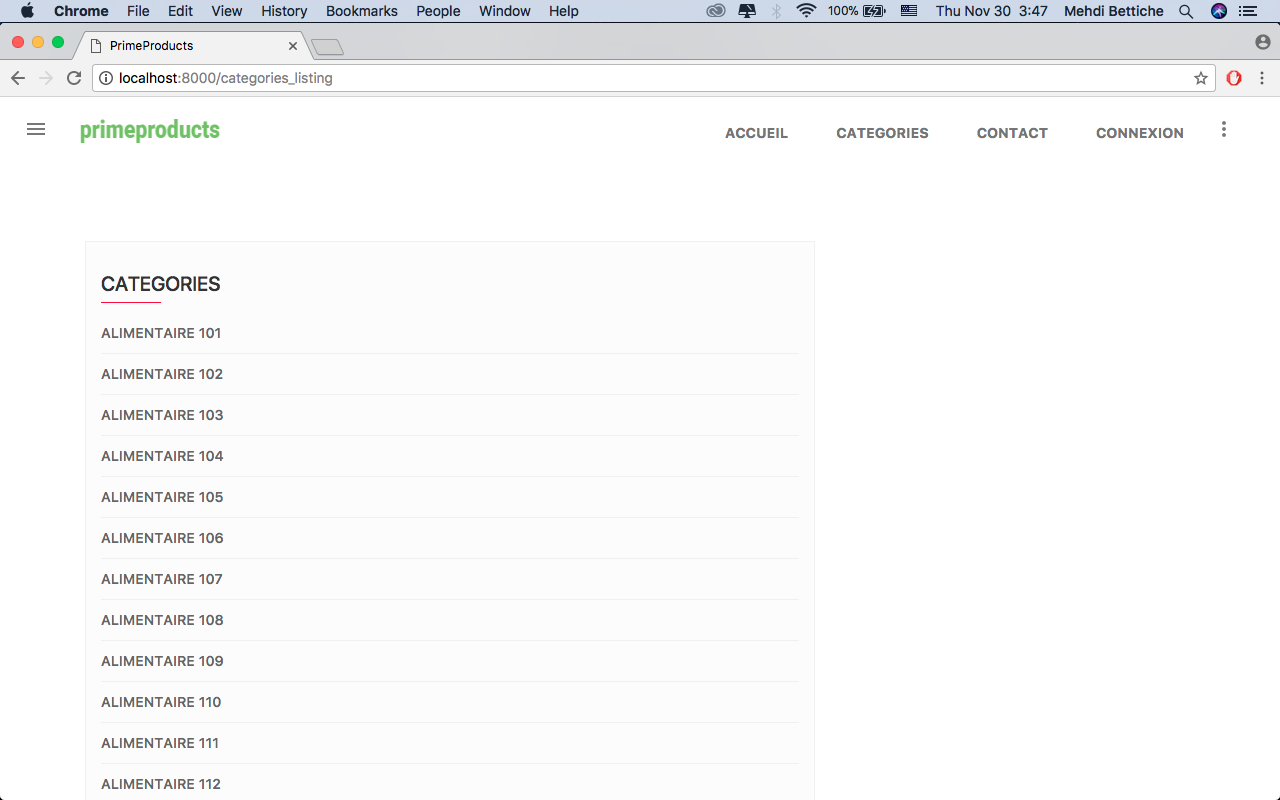 Chrome File Edit View History Bookmarks People Window Help 100% Thu Nov 30 3:47 Mehdi Bettiche
PrimeProducts
localhost:8000/categories_listing
primeproducts ACCUEIL CATEGORIES CONTACT CONNEXION
CATEGORIES
ALIMENTAIRE 101
ALIMENTAIRE 102
ALIMENTAIRE 103
ALIMENTAIRE 104
ALIMENTAIRE 105
ALIMENTAIRE 106
ALIMENTAIRE 107
ALIMENTAIRE 108
ALIMENTAIRE 109
ALIMENTAIRE 110
ALIMENTAIRE 111
ALIMENTAIRE 112